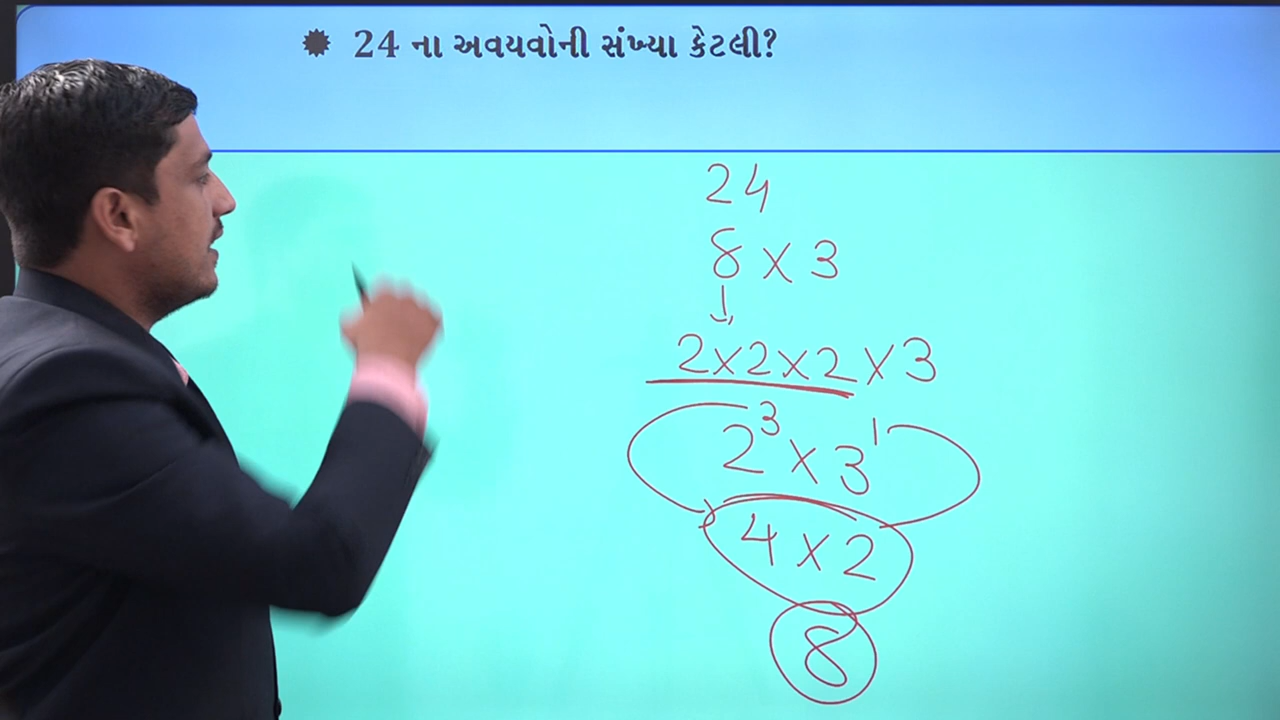 24 ના અવયવોની સંખ્યા કેટલી?
24
8 x 3
2x2x2x3
2³ x 3¹
4 x 2
8